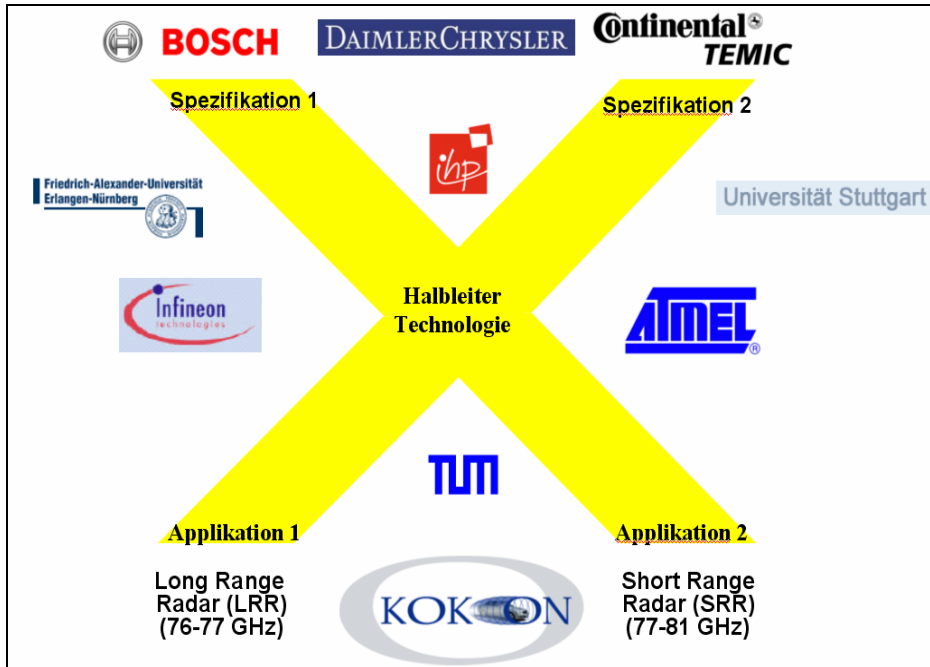 BOSCH
DAIMLERCHRYSLER
Continental
TEMIC
Spezifikation 1
Spezifikation 2
ihp
Friedrich-Alexander-Universität
Erlangen-Nürnberg
Universität Stuttgart
Halbleiter
Technologie
Infineon
technologies
ATMEL
®
TUM
Applikation 1
Applikation 2
Long Range
Radar (LRR)
(76-77 GHz)
KOKON
Short Range
Radar (SRR)
(77-81 GHz)